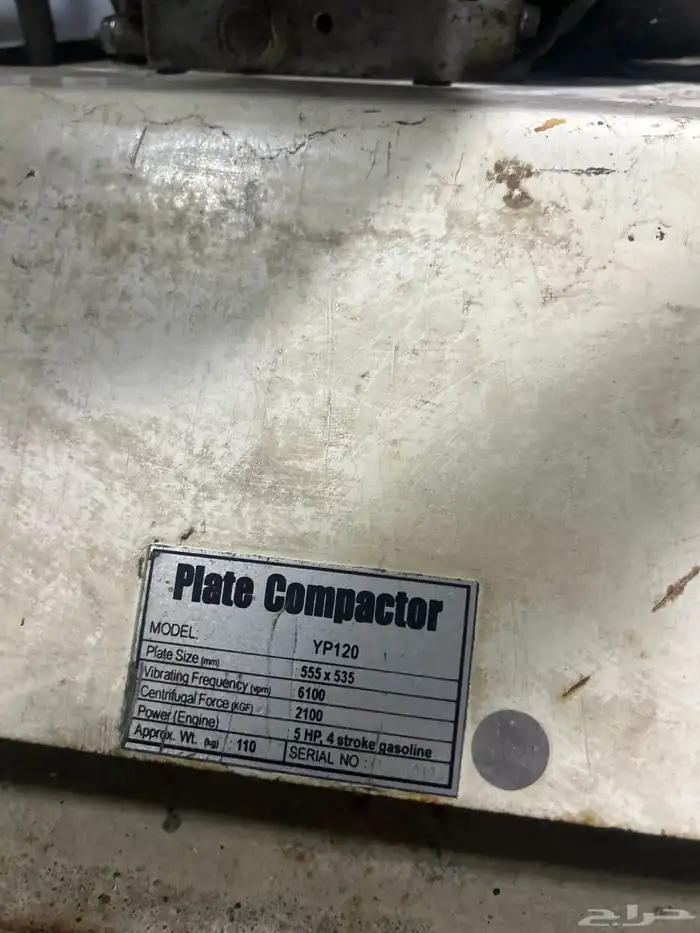 Plate Compactor
MODEL: YP120
Plate Size (mm) : 555 x 535
Vibrating Frequency (vpm) : 6100
Centrifugal Force (KGF) : 2100
Power (Engine) : 5 HP, 4 stroke gasoline
Approx. Wt. (kg) : 110 SERIAL NO :
حراج